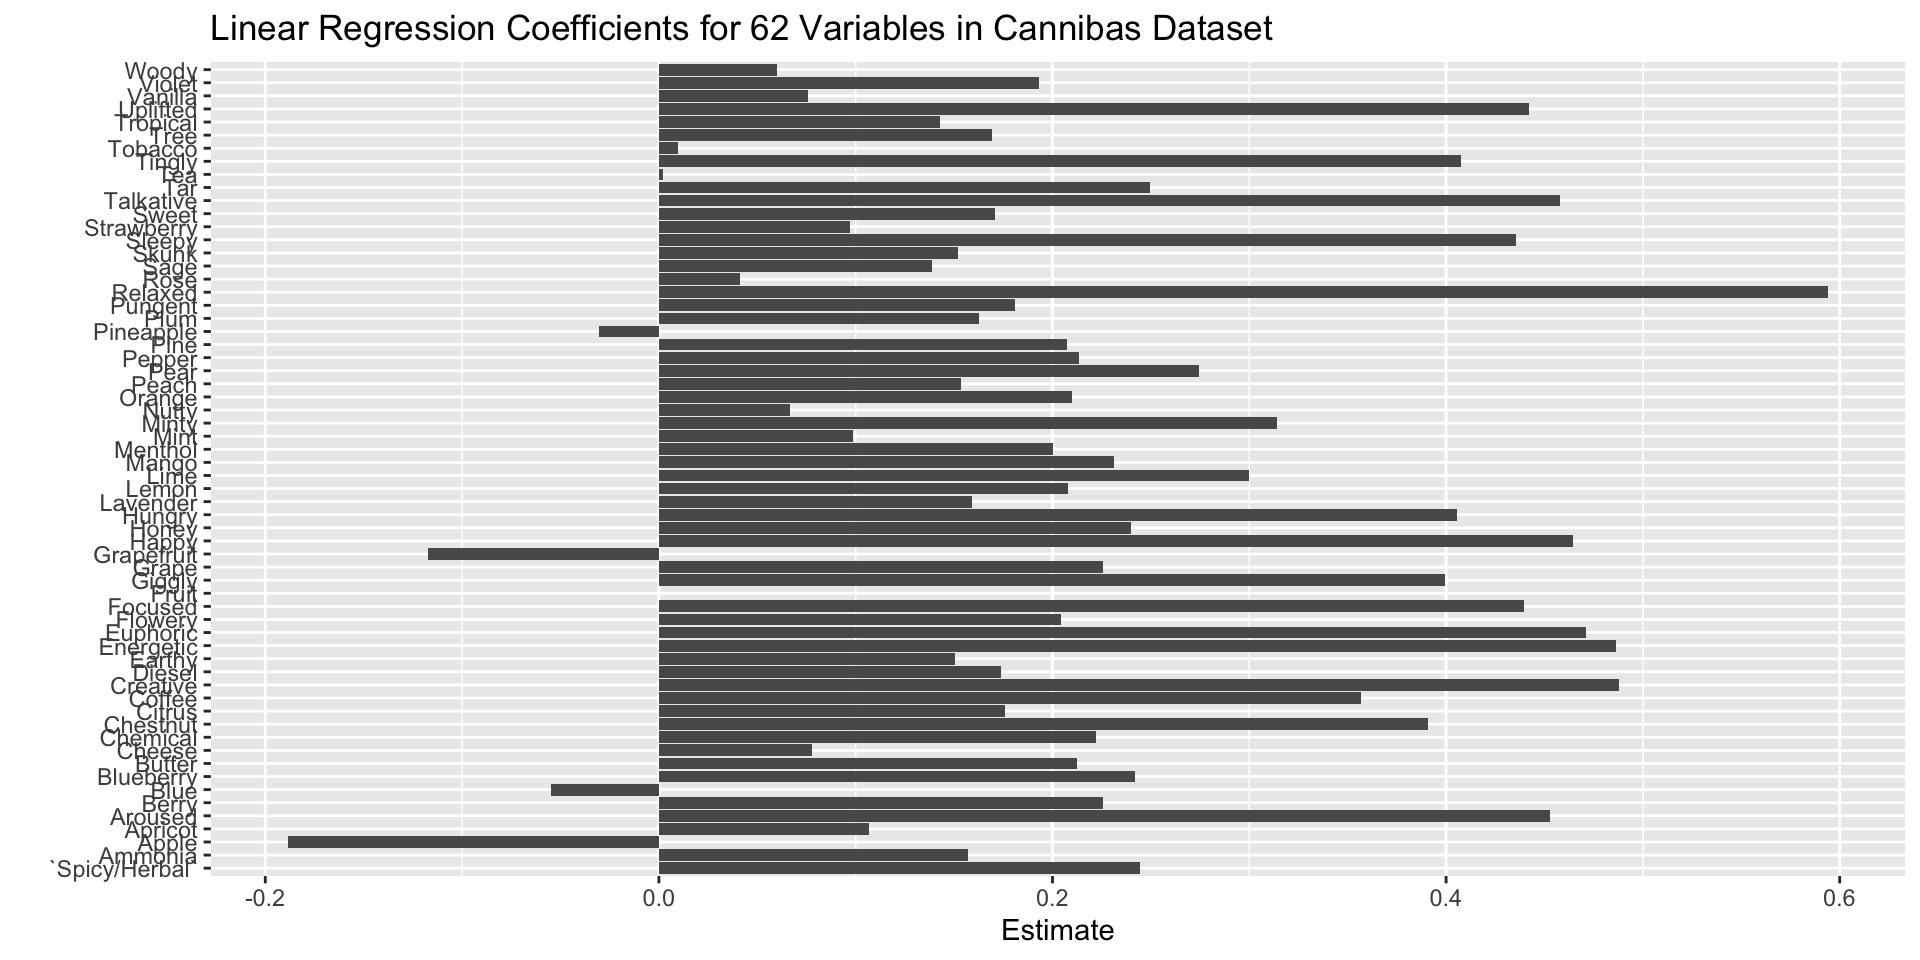 Linear Regression Coefficients for 62 Variables in Cannibas Dataset
Woody
Violet
Vanilla
Uplifted
Tropical
Tree
Tobacco
Tingly
Tea
Tar
Talkative
Sweet
Strawberry
Sleepy
Skunk
Sage
Rose
Relaxed
Pungent
Plum
Pineapple
Pine
Pepper
Pear
Peach
Orange
Nutty
Minty
Mint
Menthol
Mango
Lime
Lemon
Lavender
Hungry
Honey
Happy
Grapefruit
Grape
Giggly
Fruit
Focused
Flowery
Euphoric
Energetic
Earthy
Diesel
Creative
Coffee
Citrus
Chestnut
Chemical
Cheese
Butter
Blueberry
Blue
Berry
Aroused
Apricot
Apple
Ammonia
`Spicy/Herbal`
-0.2 0.0 0.2 0.4 0.6
Estimate